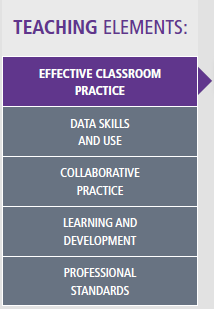 TEACHING ELEMENTS:
EFFECTIVE CLASSROOM
PRACTICE
DATA SKILLS
AND USE
COLLABORATIVE
PRACTICE
LEARNING AND
DEVELOPMENT
PROFESSIONAL
STANDARDS